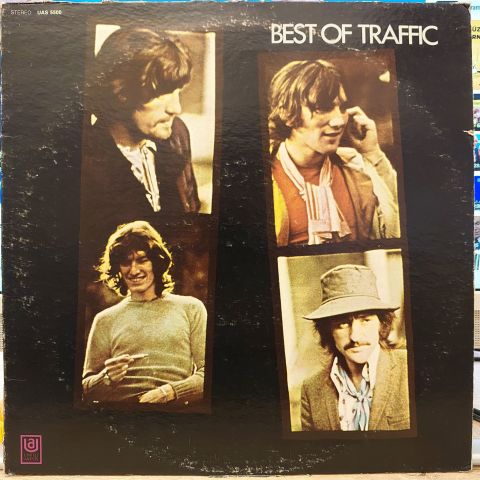 STEREO UAS 5500
BEST OF TRAFFIC
UA